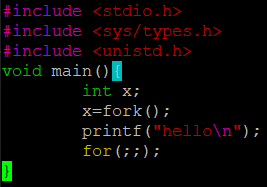 #include <stdio.h>
#include <sys/types.h>
#include <unistd.h>
void main(){
        int x;
        x=fork();
        printf("hello\n");
        for(;;);
}